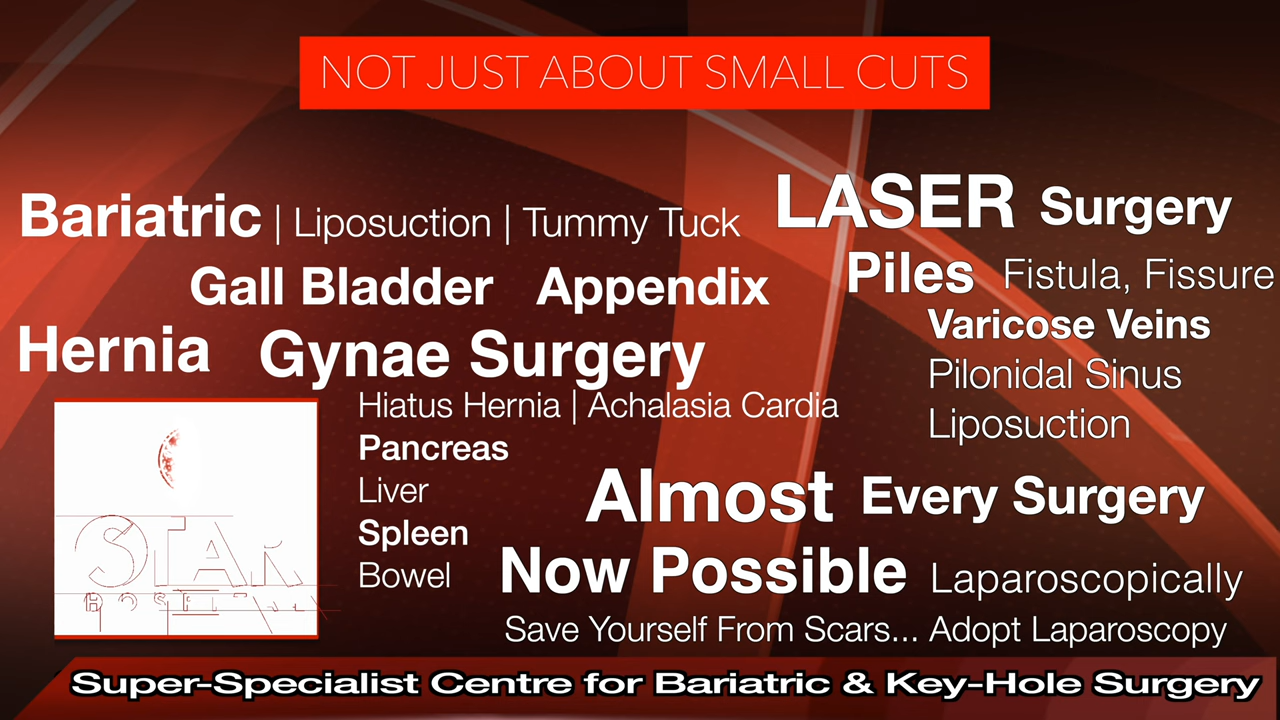 NOT JUST ABOUT SMALL CUTS
Bariatric | Liposuction | Tummy Tuck
Gall Bladder Appendix
Hernia Gynae Surgery
Hiatus Hernia | Achalasia Cardia
Pancreas
Liver
Spleen
Bowel
LASER Surgery
Piles Fistula, Fissure
Varicose Veins
Pilonidal Sinus
Liposuction
Almost Every Surgery
Now Possible Laparoscopically
Save Yourself From Scars... Adopt Laparoscopy
STAR
Super-Specialist Centre for Bariatric & Key-Hole Surgery